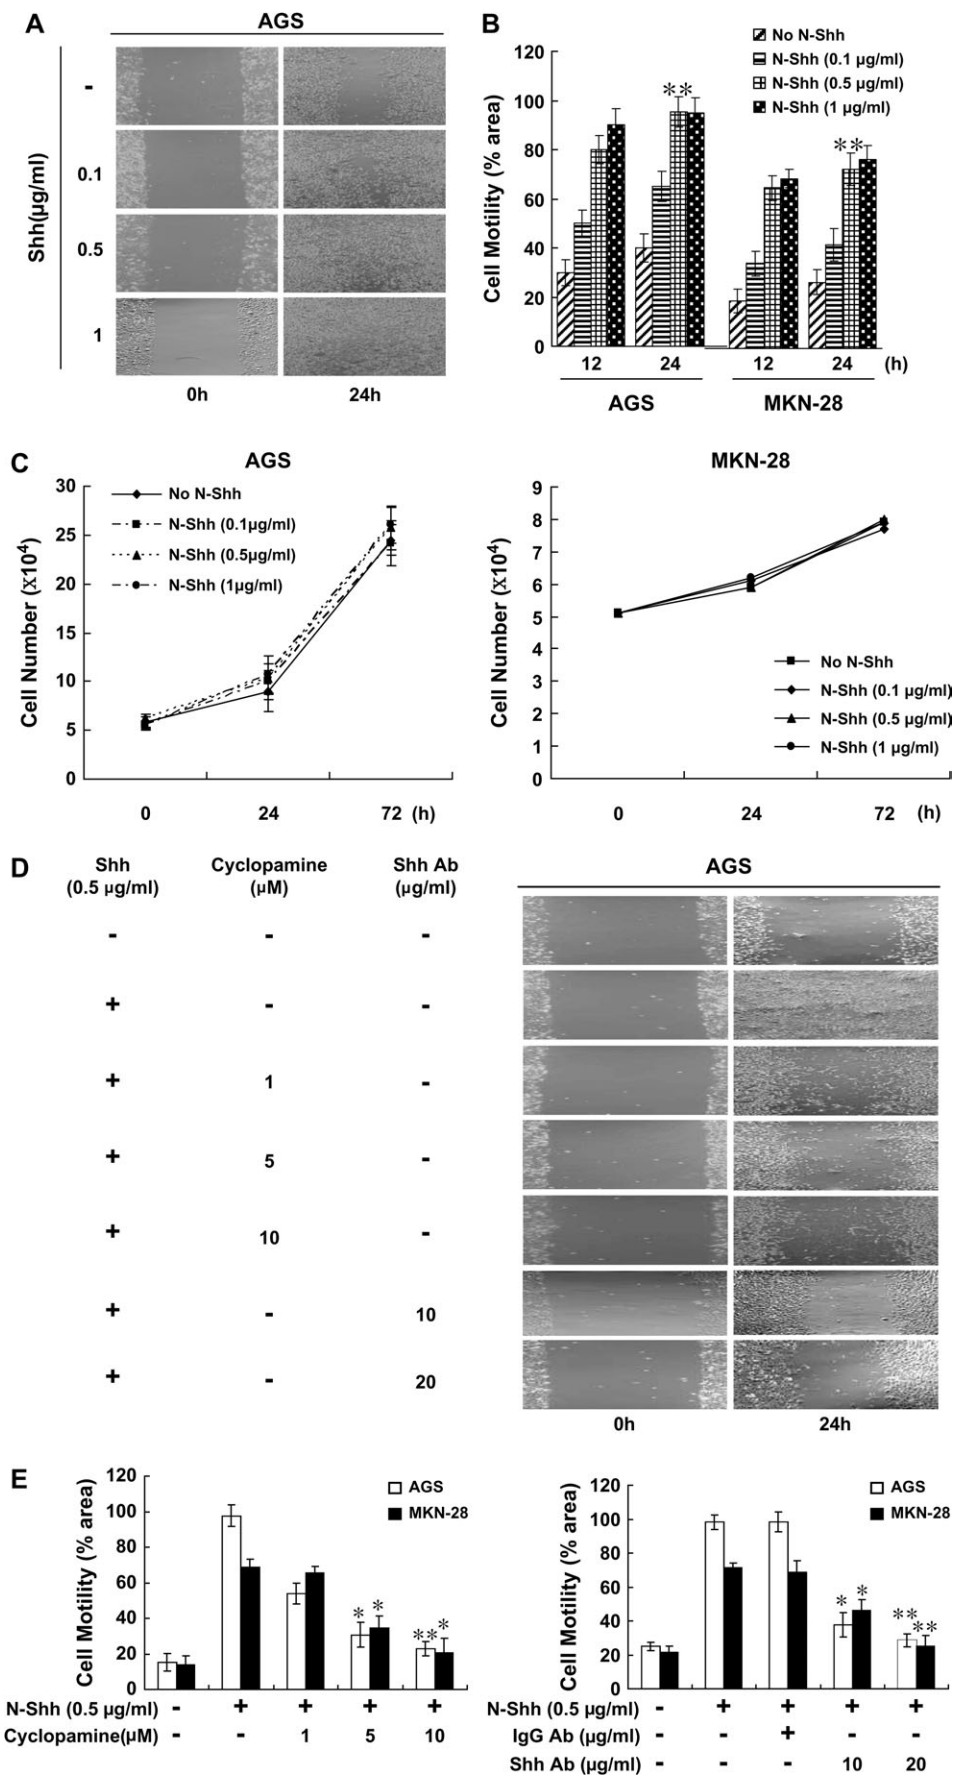 A
AGS
Shh(µg/ml)
-
0.1
0.5
1
0h 24h
B
No N-Shh
N-Shh (0.1 µg/ml)
N-Shh (0.5 µg/ml)
N-Shh (1 µg/ml)
Cell Motility (% area)
120
100
80
60
40
20
0
** **
12 24 12 24 (h)
AGS MKN-28
C
AGS
No N-Shh
N-Shh (0.1µg/ml)
N-Shh (0.5µg/ml)
N-Shh (1µg/ml)
Cell Number (x10⁴)
30
25
20
15
10
5
0
0 24 72 (h)
MKN-28
Cell Number (x10⁴)
9
8
7
6
5
4
3
2
1
0
No N-Shh
N-Shh (0.1 µg/ml)
N-Shh (0.5 µg/ml)
N-Shh (1 µg/ml)
0 24 72 (h)
D
Shh Cyclopamine Shh Ab
(0.5 µg/ml) (µM) (µg/ml)
- - -
+ - -
+ 1 -
+ 5 -
+ 10 -
+ - 10
+ - 20
AGS
0h 24h
E
Cell Motility (% area)
120
100
80
60
40
20
0
AGS
MKN-28
* * ** *
N-Shh (0.5 µg/ml) - + + + +
Cyclopamine(µM) - - 1 5 10
Cell Motility (% area)
120
100
80
60
40
20
0
AGS
MKN-28
* * ** **
N-Shh (0.5 µg/ml) - + + + +
IgG Ab (µg/ml) - - + - -
Shh Ab (µg/ml) - - - 10 20